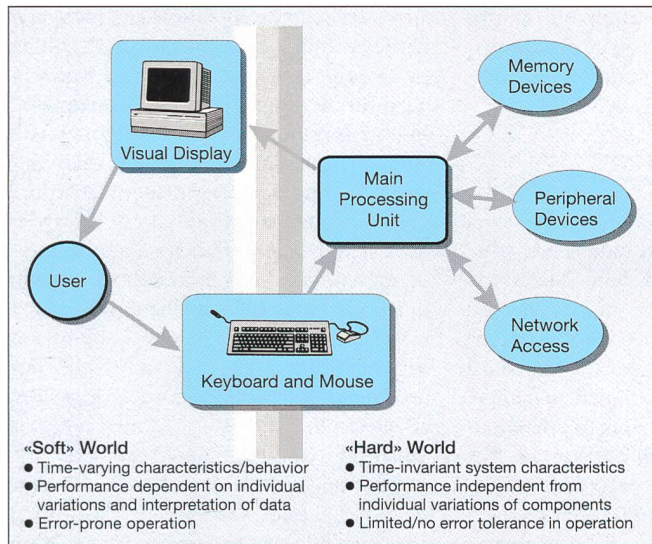 Visual Display
Memory
Devices
Main
Processing
Unit
Peripheral
Devices
User
Keyboard and Mouse
Network
Access
«Soft» World
● Time-varying characteristics/behavior
● Performance dependent on individual
variations and interpretation of data
● Error-prone operation
«Hard» World
● Time-invariant system characteristics
● Performance independent from
individual variations of components
● Limited/no error tolerance in operation